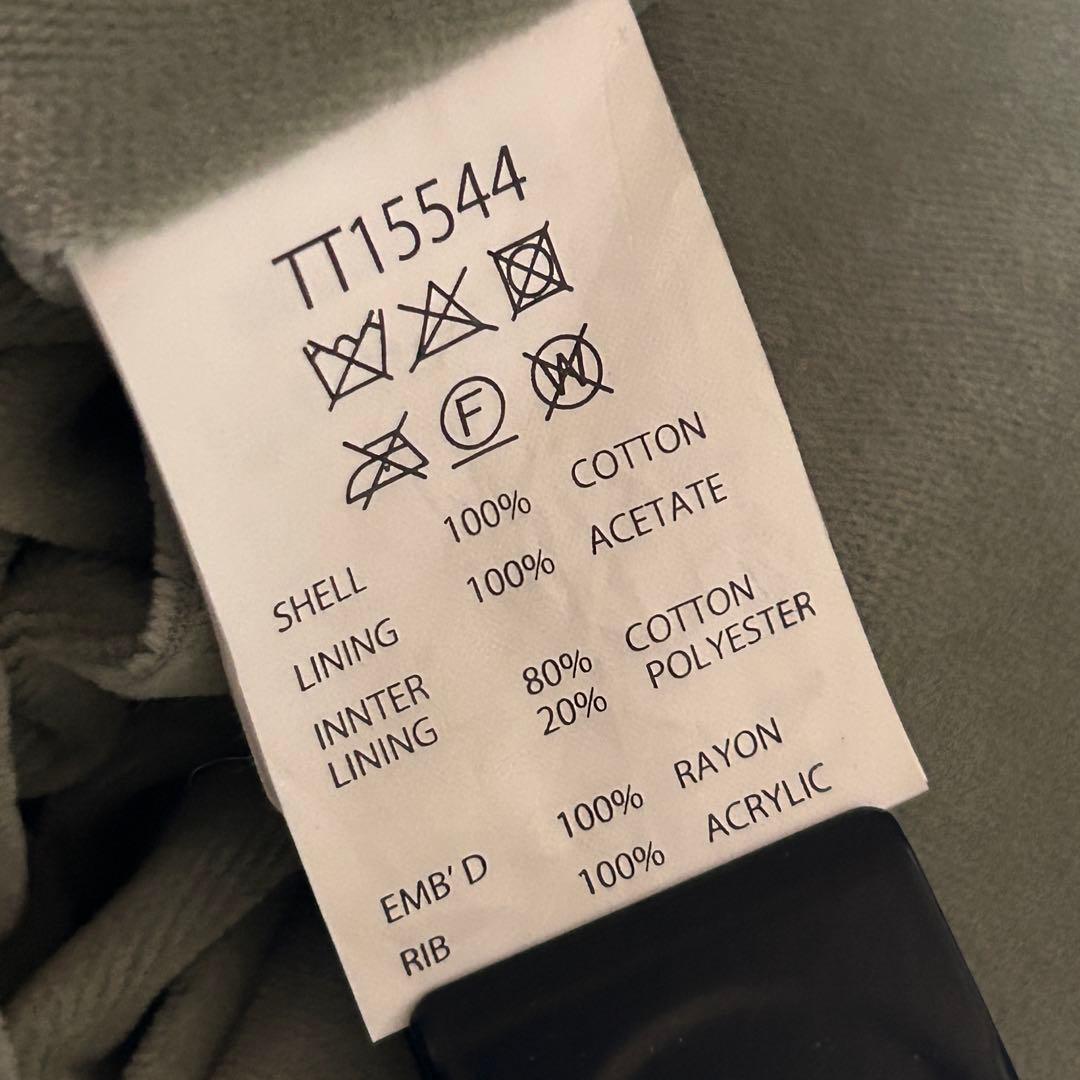 TT15544
F W
SHELL 100% COTTON
LINING 100% ACETATE
INNTER 80% COTTON
LINING 20% POLYESTER
EMB' D 100% RAYON
RIB 100% ACRYLIC